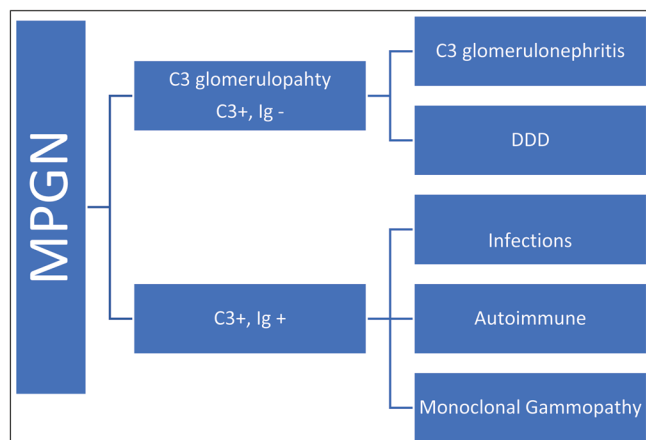 MPGN
C3 glomerulopahty
C3+, Ig -
C3 glomerulonephritis
DDD
C3+, Ig +
Infections
Autoimmune
Monoclonal Gammopathy